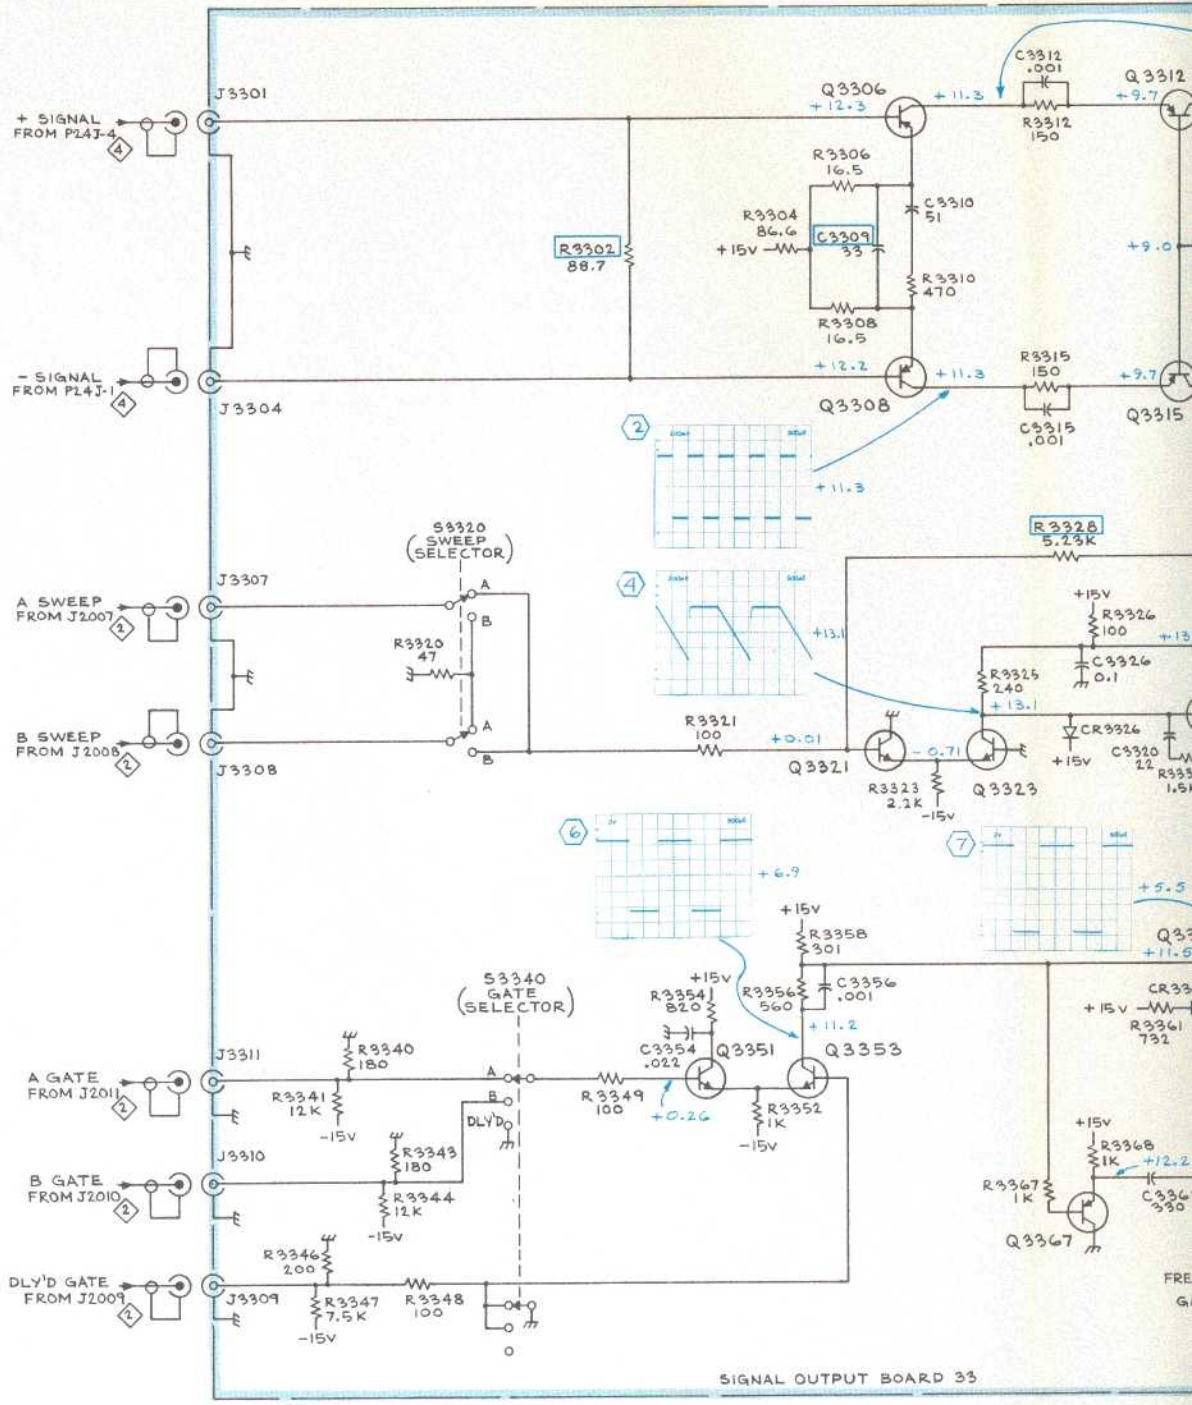 J3301
+ SIGNAL
FROM P24J-4
4
Q3306
+12.3
+11.3
C3312
.001
R3312
150
Q3312
+9.7
R3306
16.5
C3310
51
R3304
86.6
+15V
C3309
33
R3302
88.7
R3310
470
+9.0
R3308
16.5
- SIGNAL
FROM P24J-1
4
J3304
+12.2
Q3308
+11.3
R3315
150
C3315
.001
+9.7
Q3315
2
+11.3
S3320
(SWEEP
SELECTOR)
R3328
5.23K
J3307
A SWEEP
FROM J2007
2
A
B
R3320
47
4
+13.1
+15V
R3326
100
+13
R3325
240
C3326
0.1
+13.1
B SWEEP
FROM J2008
2
J3308
A
B
R3321
100
+0.01
Q3321
-0.71
R3323
2.2K
-15V
Q3323
CR3326
+15V
C3320
22
1.5K
6
+6.9
7
+5.5
+15V
R3358
301
+11.5
S3340
(GATE
SELECTOR)
+15V
R3354
820
R3356
560
C3356
.001
+15V
R3361
732
C3354
.022
Q3351
+11.2
Q3353
J3311
A GATE
FROM J2011
2
R3340
180
R3341
12K
-15V
A
B
DLY'D
R3349
100
+0.26
R3352
1K
-15V
J3310
B GATE
FROM J2010
2
R3343
180
R3344
12K
-15V
+15V
R3368
1K
+12.2
R3367
1K
330
Q3367
DLY'D GATE
FROM J2009
2
J3309
R3346
200
R3347
7.5K
-15V
R3348
100
FRE
SIGNAL OUTPUT BOARD 33